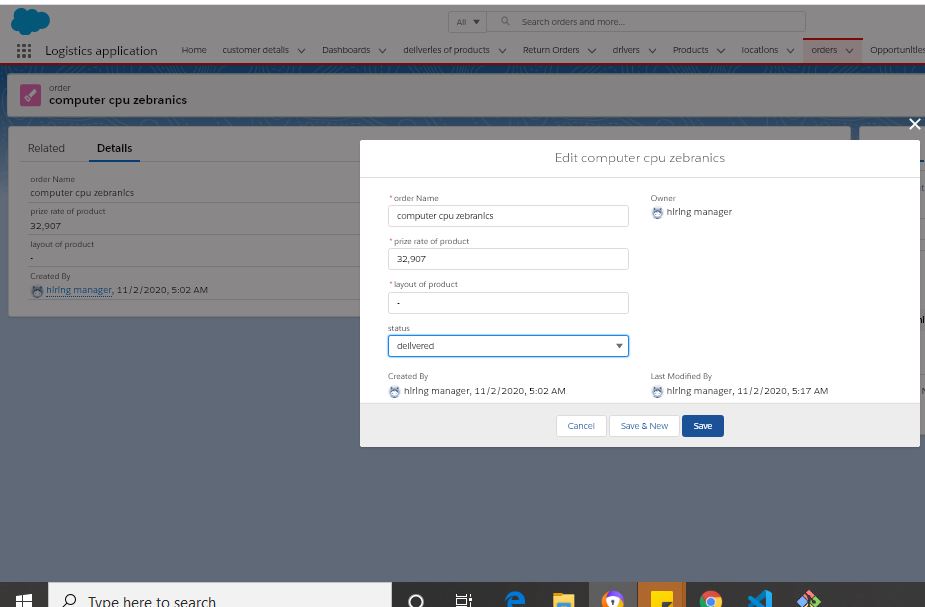 All
Search orders and more...
Logistics application
Home customer details Dashboards deliveries of products Return Orders drivers Products locations orders Opportunities
order
computer cpu zebranics
Related Details
order Name
computer cpu zebranics
prize rate of product
32,907
layout of product
-
Created By
hiring manager, 11/2/2020, 5:02 AM
Edit computer cpu zebranics
* order Name
computer cpu zebranics
Owner
hiring manager
* prize rate of product
32,907
* layout of product
-
status
delivered
Created By
hiring manager, 11/2/2020, 5:02 AM
Last Modified By
hiring manager, 11/2/2020, 5:17 AM
Cancel Save & New Save
Type here to search